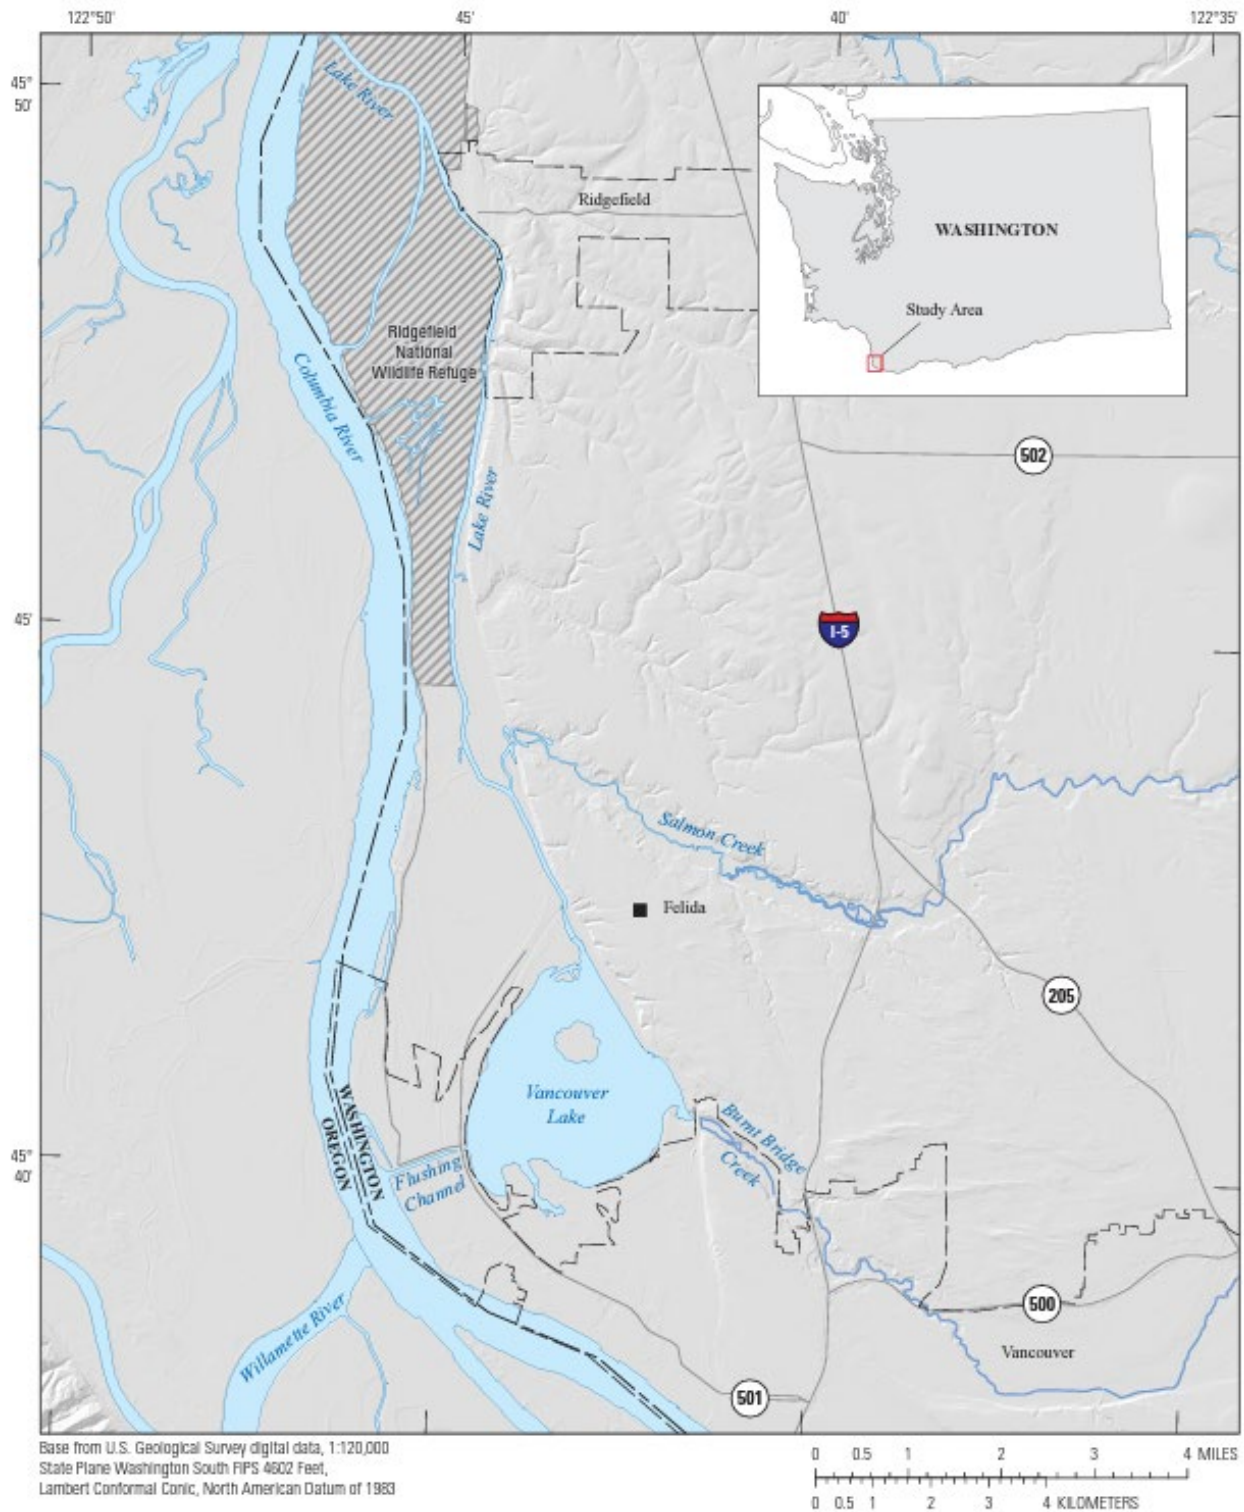 122°50'
45'
40'
122°35'
45°
50'
Lake River
Ridgefield
WASHINGTON
Study Area
Ridgefield
National
Wildlife Refuge
Columbia River
502
Lake River
45'
I-5
Salmon Creek
Felida
205
Vancouver
Lake
WASHINGTON
OREGON
Burnt Bridge
Creek
45°
40'
Flushing
Channel
500
Willamette River
Vancouver
501
Base from U.S. Geological Survey digital data, 1:120,000
State Plane Washington South FIPS 4602 Feet,
Lambert Conformal Conic, North American Datum of 1983
0 0.5 1 2 3 4 MILES
0 0.5 1 2 3 4 KILOMETERS